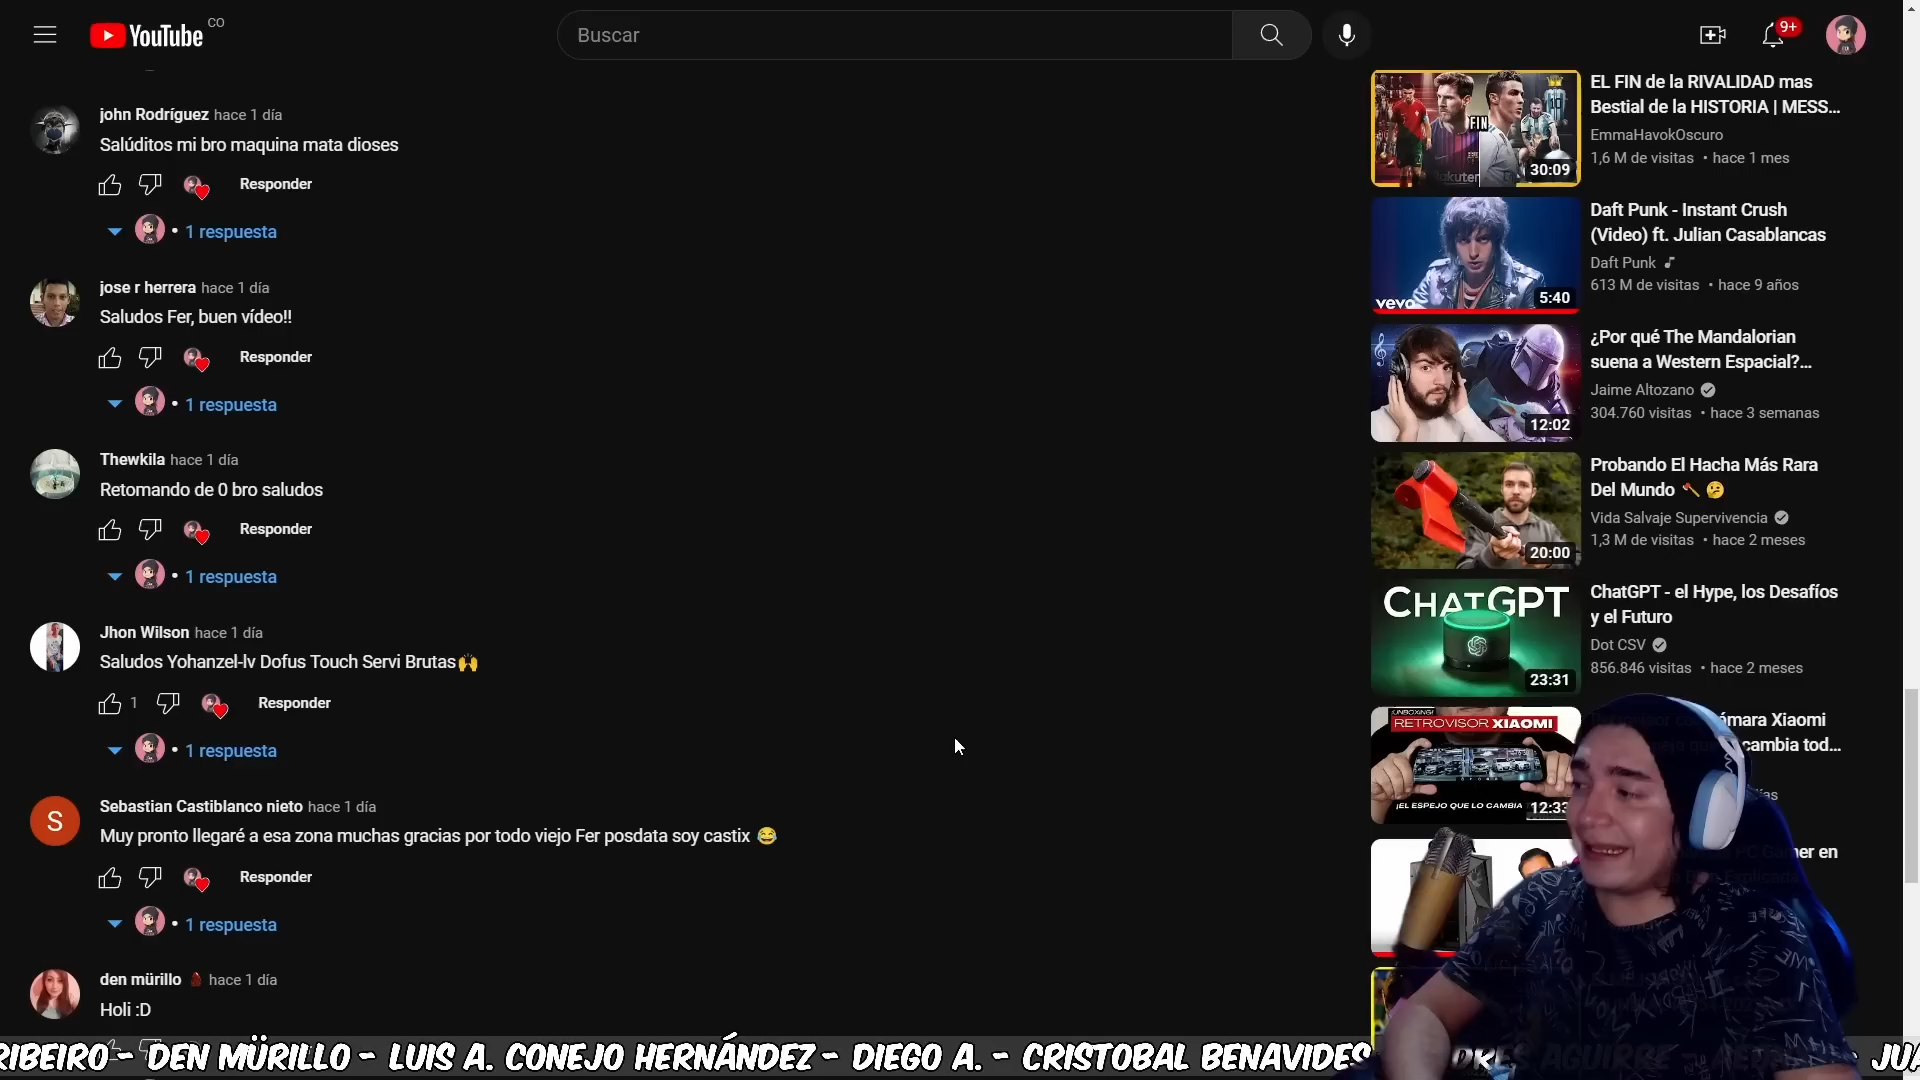 YouTube CO
Buscar
9+
john Rodríguez hace 1 día
Salúditos mi bro maquina mata dioses
Responder
• 1 respuesta
jose r herrera hace 1 día
Saludos Fer, buen vídeo!!
Responder
• 1 respuesta
Thewkila hace 1 día
Retomando de 0 bro saludos
Responder
• 1 respuesta
Jhon Wilson hace 1 día
Saludos Yohanzel-lv Dofus Touch Servi Brutas🙌
1 Responder
• 1 respuesta
S
Sebastian Castiblanco nieto hace 1 día
Muy pronto llegaré a esa zona muchas gracias por todo viejo Fer posdata soy castix 😂
Responder
• 1 respuesta
den mürillo hace 1 día
Holi :D
FIN
30:09
EL FIN de la RIVALIDAD mas
Bestial de la HISTORIA | MESS...
EmmaHavokOscuro
1,6 M de visitas • hace 1 mes
vevo
5:40
Daft Punk - Instant Crush
(Video) ft. Julian Casablancas
Daft Punk
613 M de visitas • hace 9 años
12:02
¿Por qué The Mandalorian
suena a Western Espacial?...
Jaime Altozano
304.760 visitas • hace 3 semanas
20:00
Probando El Hacha Más Rara
Del Mundo 🪓 🤔
Vida Salvaje Supervivencia
1,3 M de visitas • hace 2 meses
CHATGPT
23:31
ChatGPT - el Hype, los Desafíos
y el Futuro
Dot CSV
856.846 visitas • hace 2 meses
¡UNBOXING!
RETROVISOR XIAOMI
¡EL ESPEJO QUE LO CAMBIA
12:33
Xiaomi
cambia tod...
PC Gamer en
RIBEIRO - DEN MÜRILLO - LUIS A. CONEJO HERNÁNDEZ - DIEGO A. - CRISTOBAL BENAVIDES